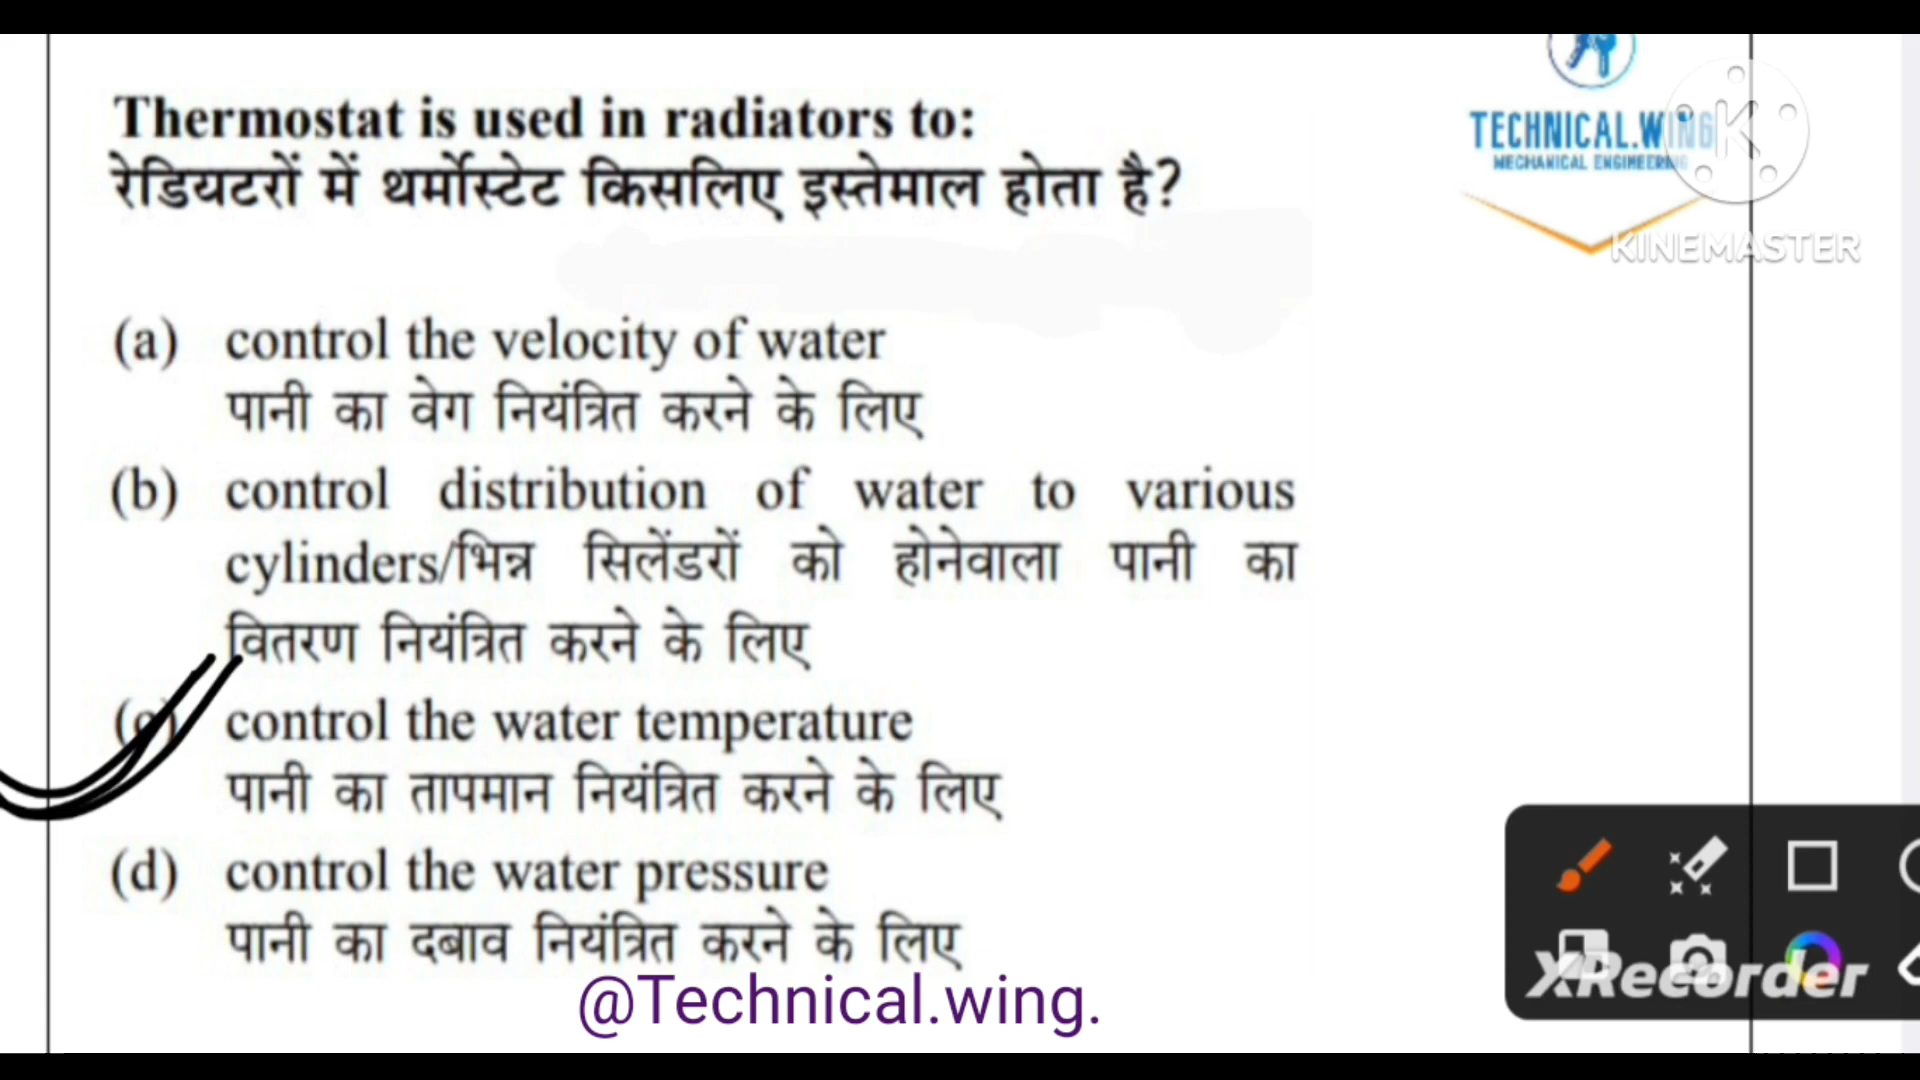 Thermostat is used in radiators to:
रेडियटरों में थर्मोस्टेट किसलिए इस्तेमाल होता है?
TECHNICAL.WING
MECHANICAL ENGINEERING
KINEMASTER
(a) control the velocity of water
पानी का वेग नियंत्रित करने के लिए
(b) control distribution of water to various
cylinders/भिन्न सिलेंडरों को होनेवाला पानी का
वितरण नियंत्रित करने के लिए
(c) control the water temperature
पानी का तापमान नियंत्रित करने के लिए
(d) control the water pressure
पानी का दबाव नियंत्रित करने के लिए
@Technical.wing.
XRecorder